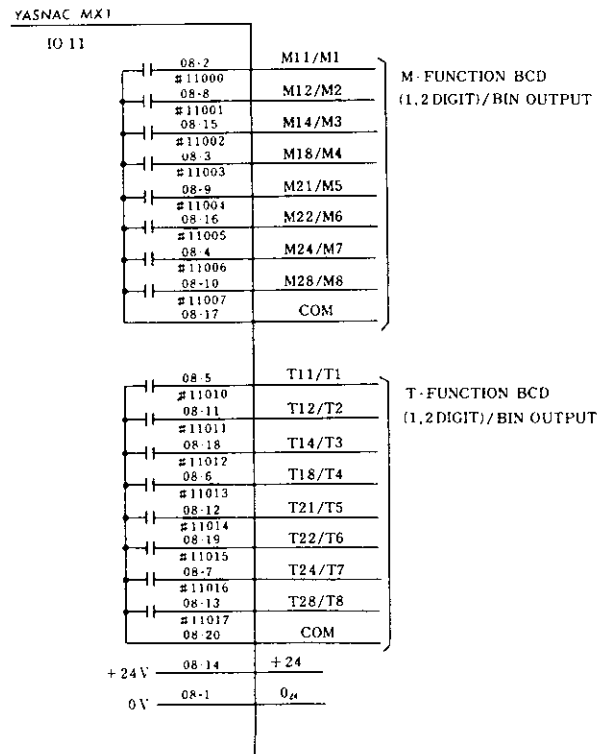 YASNAC MX1
IO 11
08-2 M11/M1
#11000
08-8 M12/M2
#11001
08-15 M14/M3
#11002
08-3 M18/M4
#11003
08-9 M21/M5
#11004
08-16 M22/M6
#11005
08-4 M24/M7
#11006
08-10 M28/M8
#11007
08-17 COM
M·FUNCTION BCD
(1,2 DIGIT)/BIN OUTPUT
08-5 T11/T1
#11010
08-11 T12/T2
#11011
08-18 T14/T3
#11012
08-6 T18/T4
#11013
08-12 T21/T5
#11014
08-19 T22/T6
#11015
08-7 T24/T7
#11016
08-13 T28/T8
#11017
08-20 COM
T·FUNCTION BCD
(1,2 DIGIT)/BIN OUTPUT
+24V 08-14 +24
0V 08-1 0₂₄